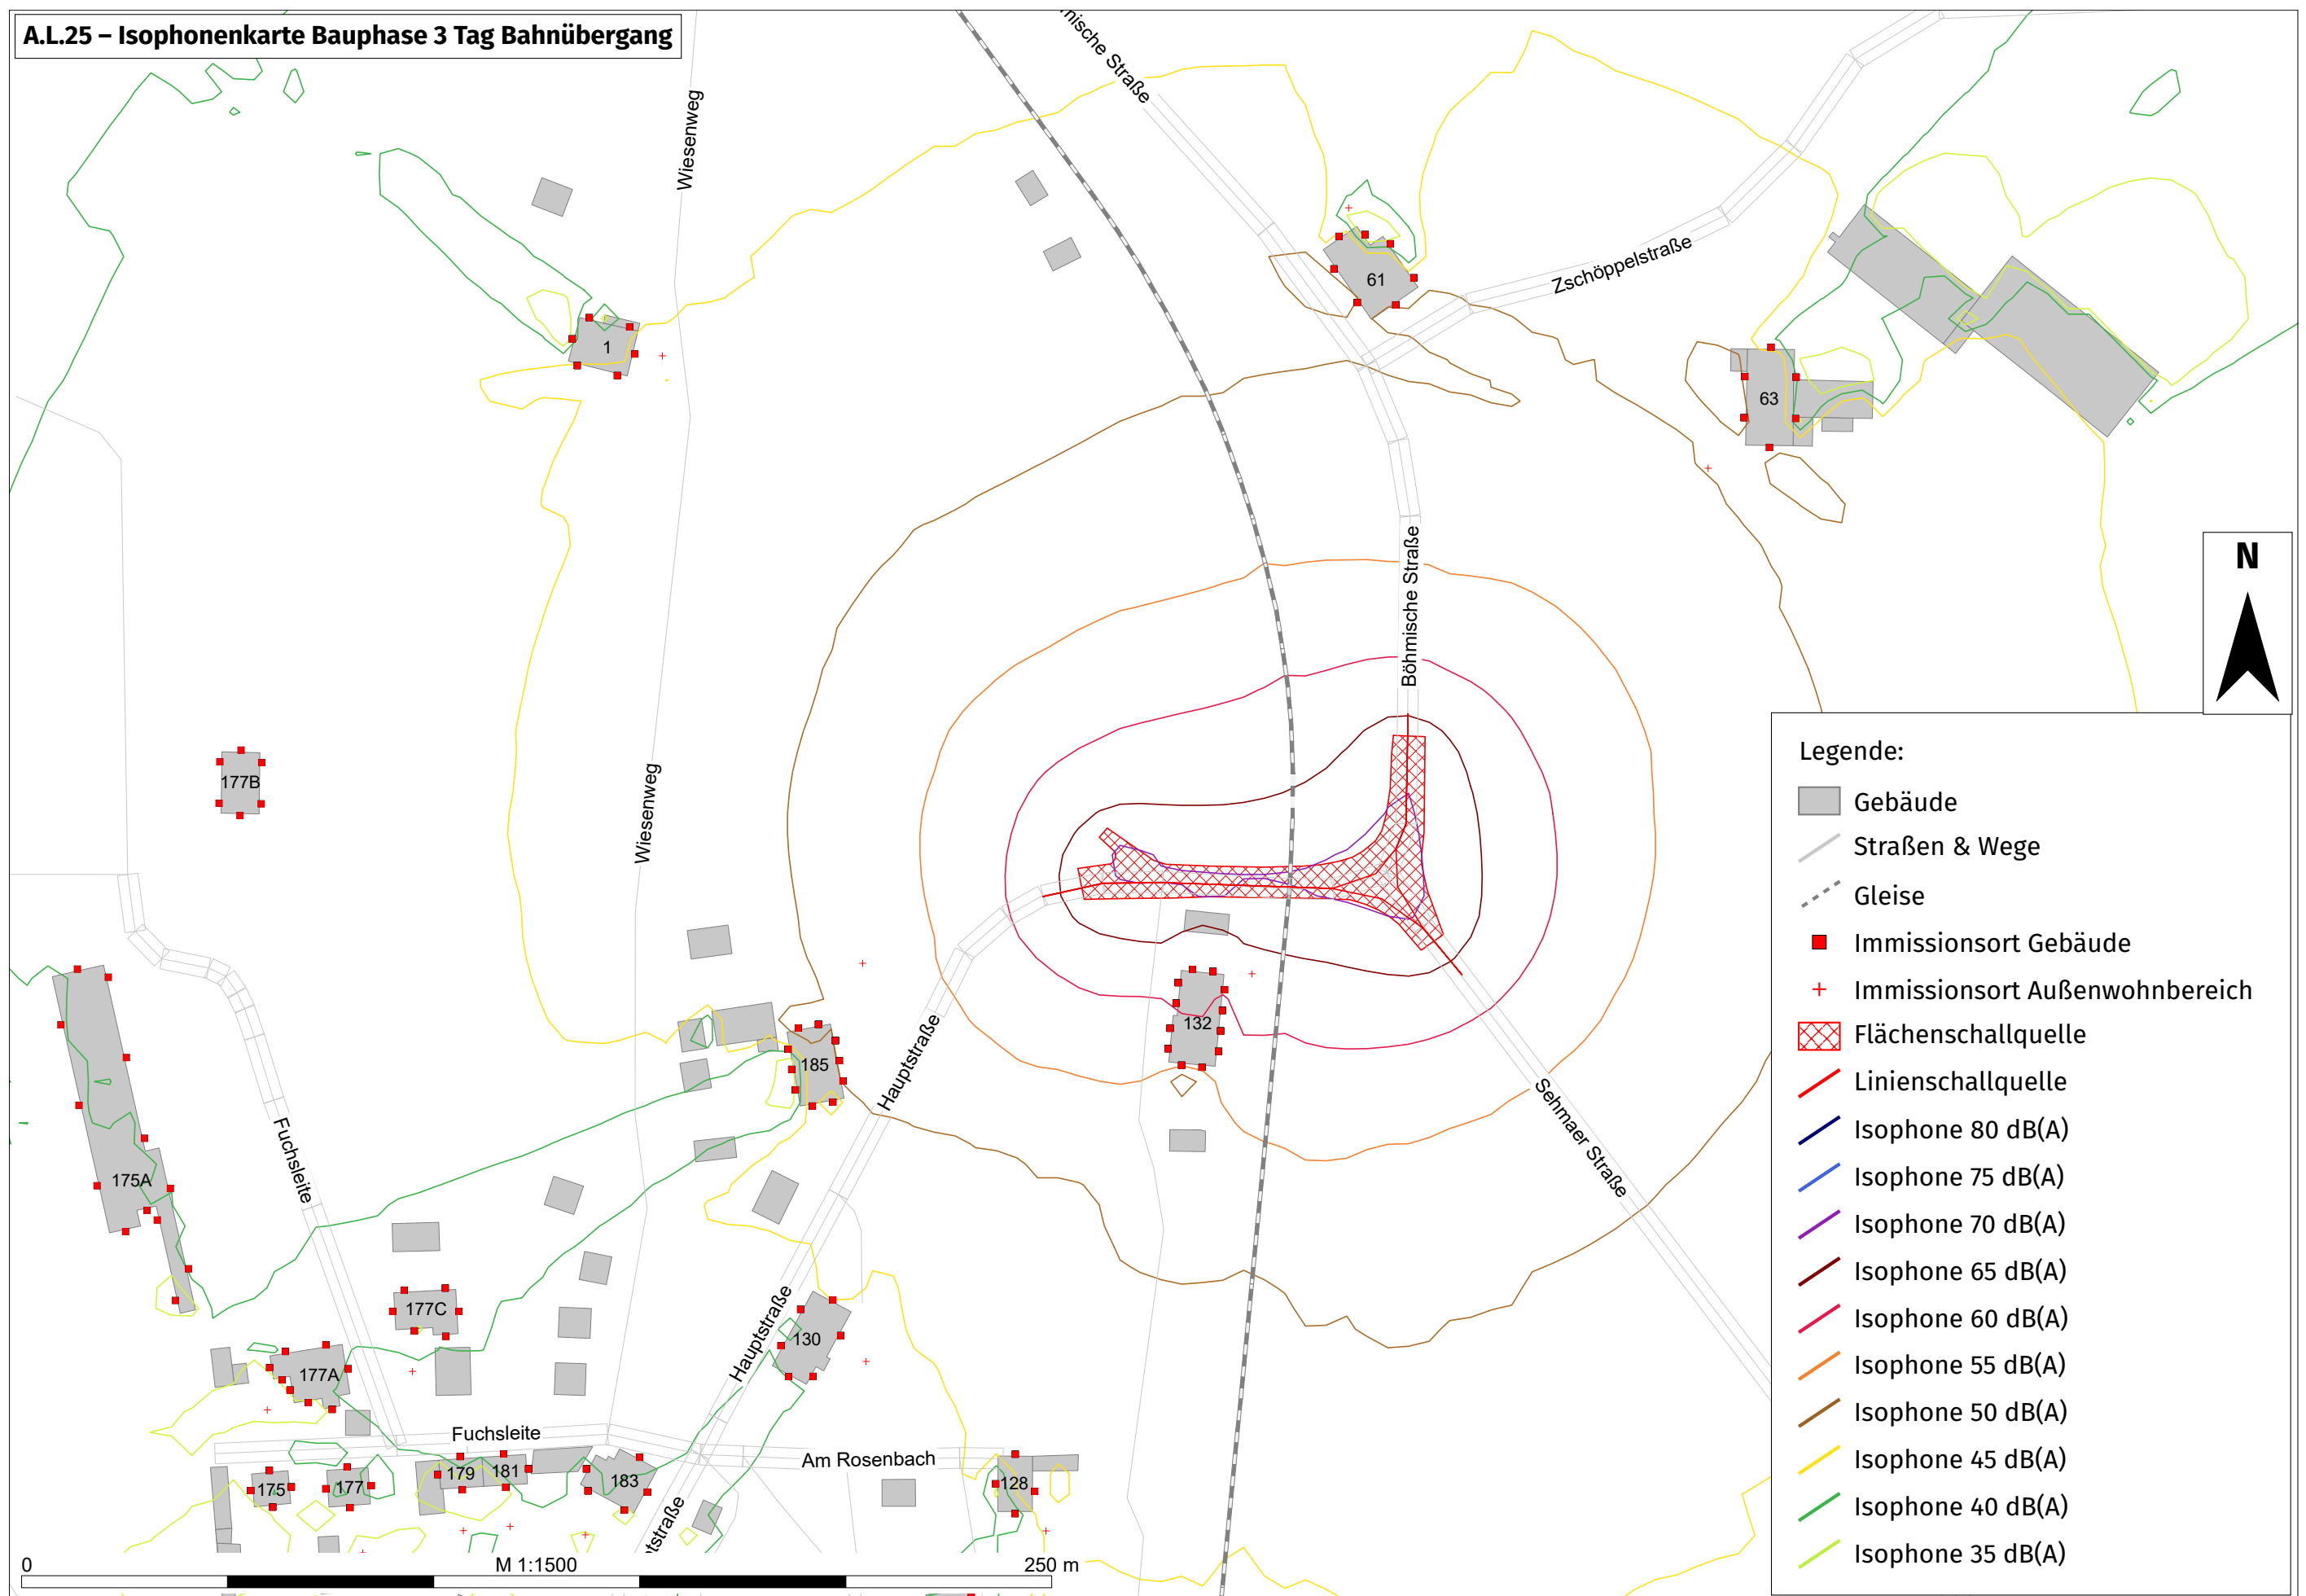 A.L.25 – Isophonenkarte Bauphase 3 Tag Bahnübergang
mische Straße
Wiesenweg
61
Zschöppelstraße
1
63
Böhmische Straße
N
177B
Wiesenweg
132
185
Hauptstraße
Sehmaer Straße
Fuchsleite
175A
177C
130
Hauptstraße
177A
Fuchsleite
Am Rosenbach
179
181
183
175
177
128
tstraße
0
M 1:1500
250 m
Legende:
Gebäude
Straßen & Wege
Gleise
Immissionsort Gebäude
Immissionsort Außenwohnbereich
Flächenschallquelle
Linienschallquelle
Isophone 80 dB(A)
Isophone 75 dB(A)
Isophone 70 dB(A)
Isophone 65 dB(A)
Isophone 60 dB(A)
Isophone 55 dB(A)
Isophone 50 dB(A)
Isophone 45 dB(A)
Isophone 40 dB(A)
Isophone 35 dB(A)